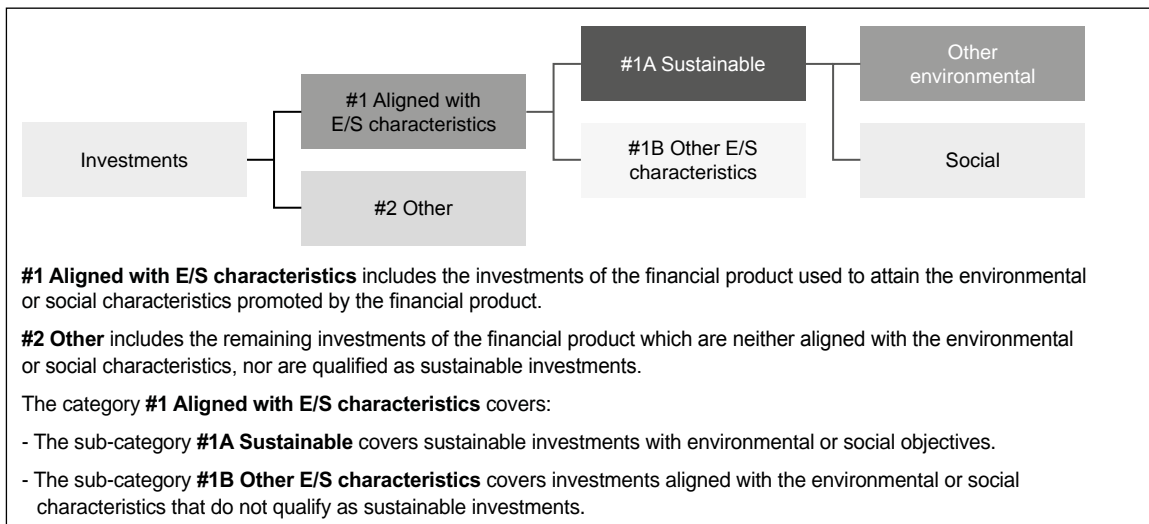 Investments
#1 Aligned with
E/S characteristics
#2 Other
#1A Sustainable
#1B Other E/S
characteristics
Other
environmental
Social
#1 Aligned with E/S characteristics includes the investments of the financial product used to attain the environmental
or social characteristics promoted by the financial product.
#2 Other includes the remaining investments of the financial product which are neither aligned with the environmental
or social characteristics, nor are qualified as sustainable investments.
The category #1 Aligned with E/S characteristics covers:
- The sub-category #1A Sustainable covers sustainable investments with environmental or social objectives.
- The sub-category #1B Other E/S characteristics covers investments aligned with the environmental or social
characteristics that do not qualify as sustainable investments.